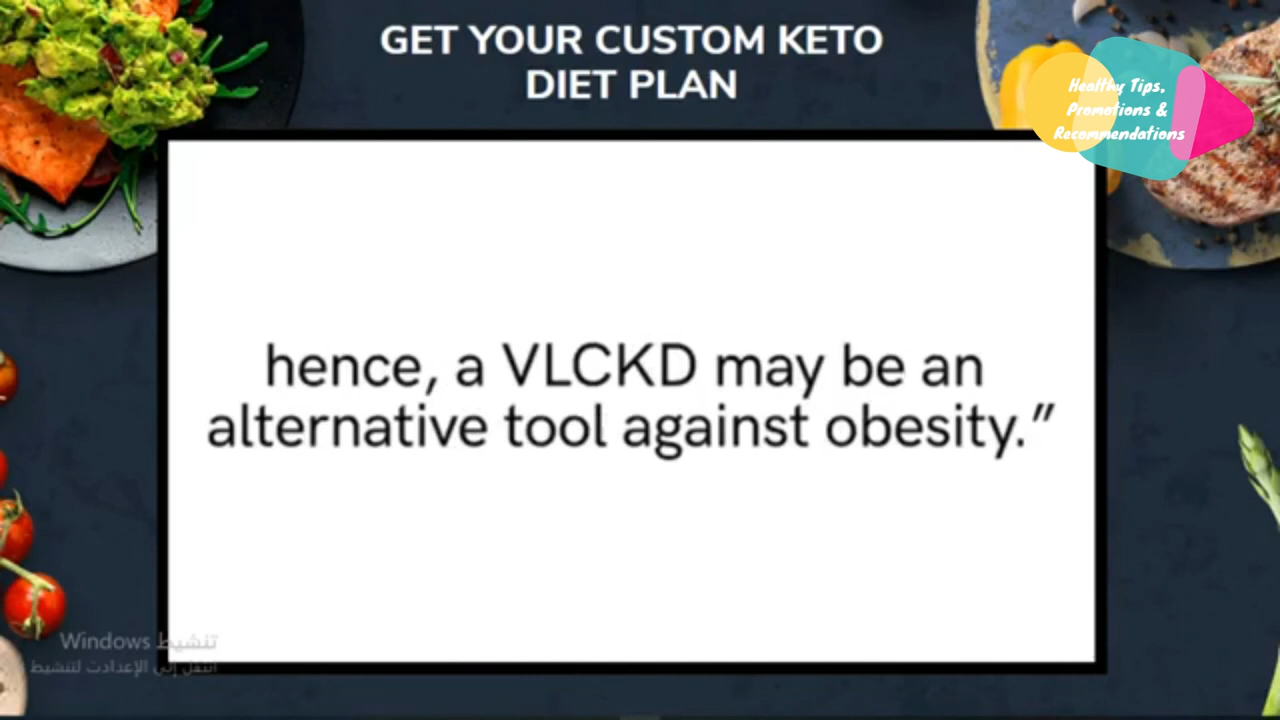 GET YOUR CUSTOM KETO
DIET PLAN
Healthy Tips,
Promotions &
Recommendations
hence, a VLCKD may be an
alternative tool against obesity.”
تنشيط Windows
انتقل إلى الإعدادت لتنشيط